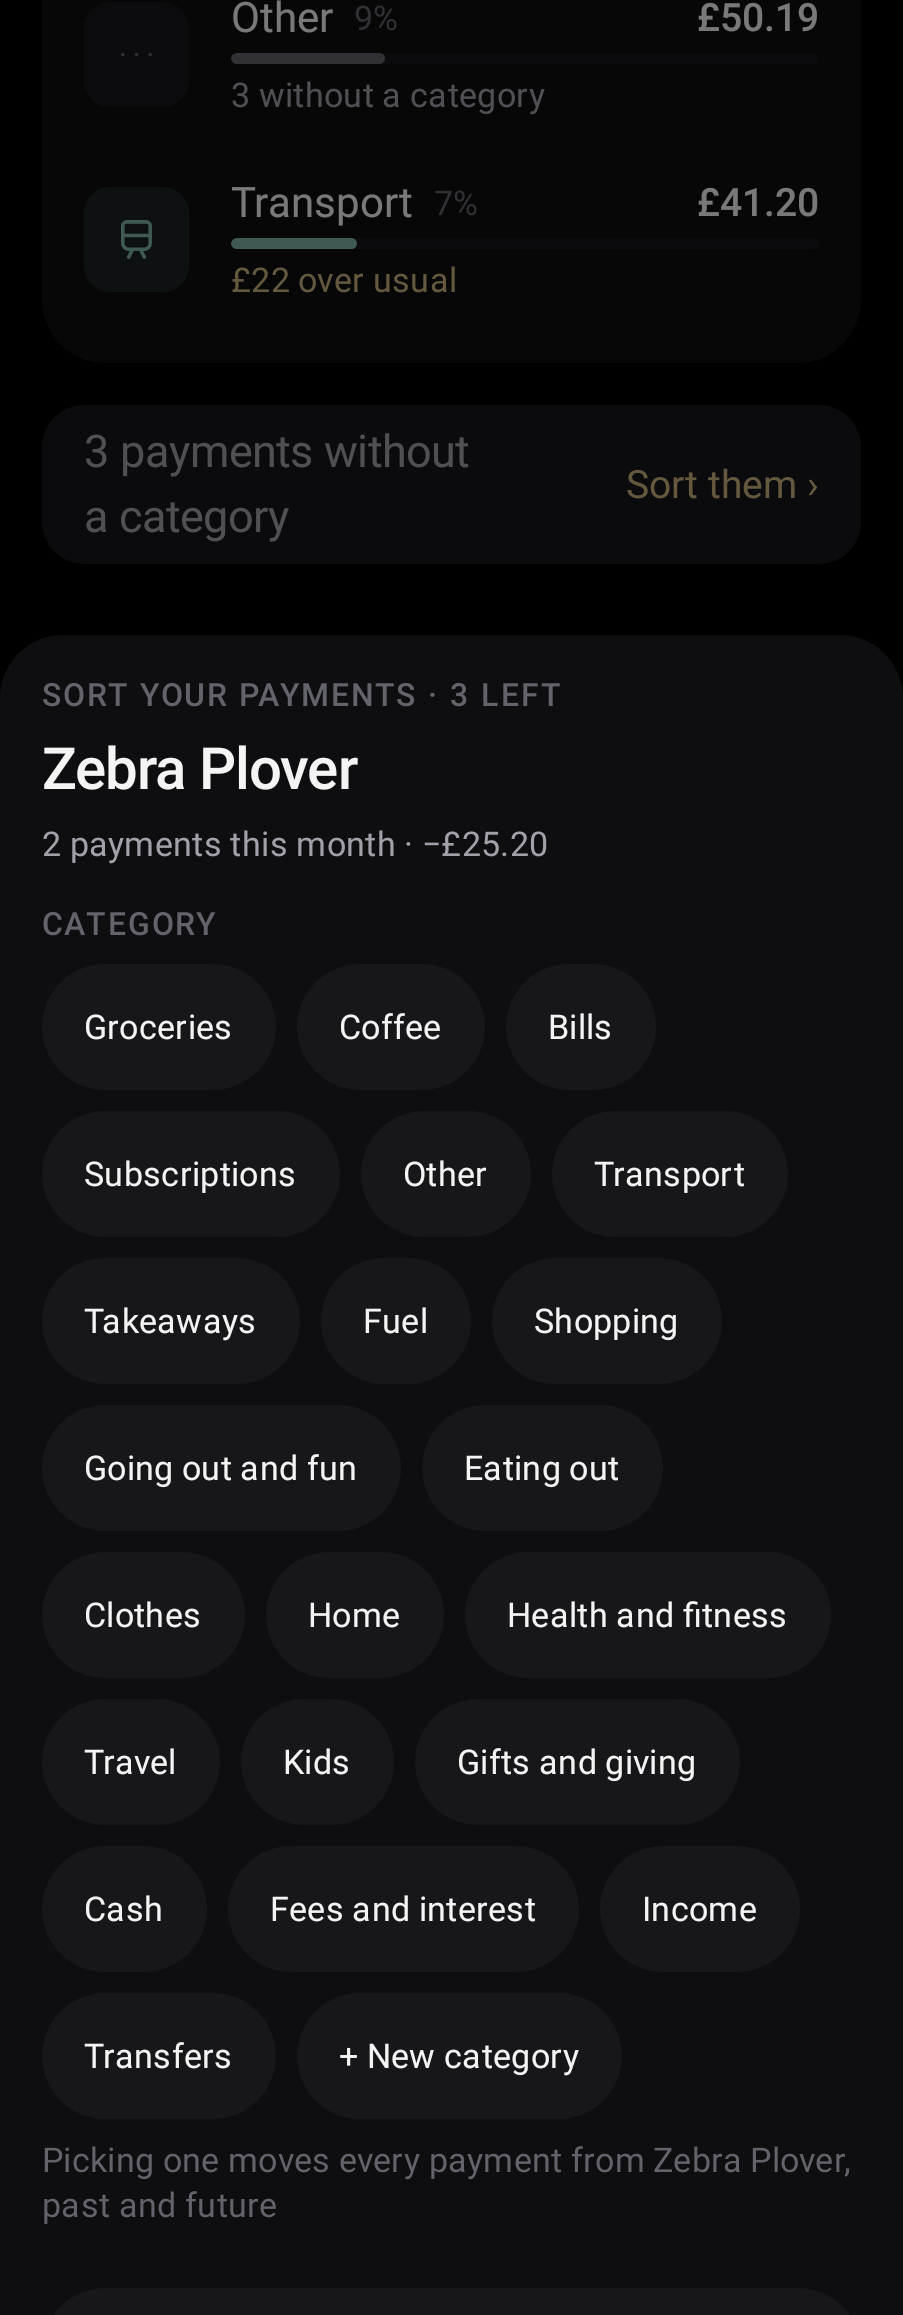 Other 9% £50.19
3 without a category
Transport 7% £41.20
£22 over usual
3 payments without
a category
Sort them ›
SORT YOUR PAYMENTS · 3 LEFT
Zebra Plover
2 payments this month · −£25.20
CATEGORY
Groceries Coffee Bills
Subscriptions Other Transport
Takeaways Fuel Shopping
Going out and fun Eating out
Clothes Home Health and fitness
Travel Kids Gifts and giving
Cash Fees and interest Income
Transfers + New category
Picking one moves every payment from Zebra Plover,
past and future